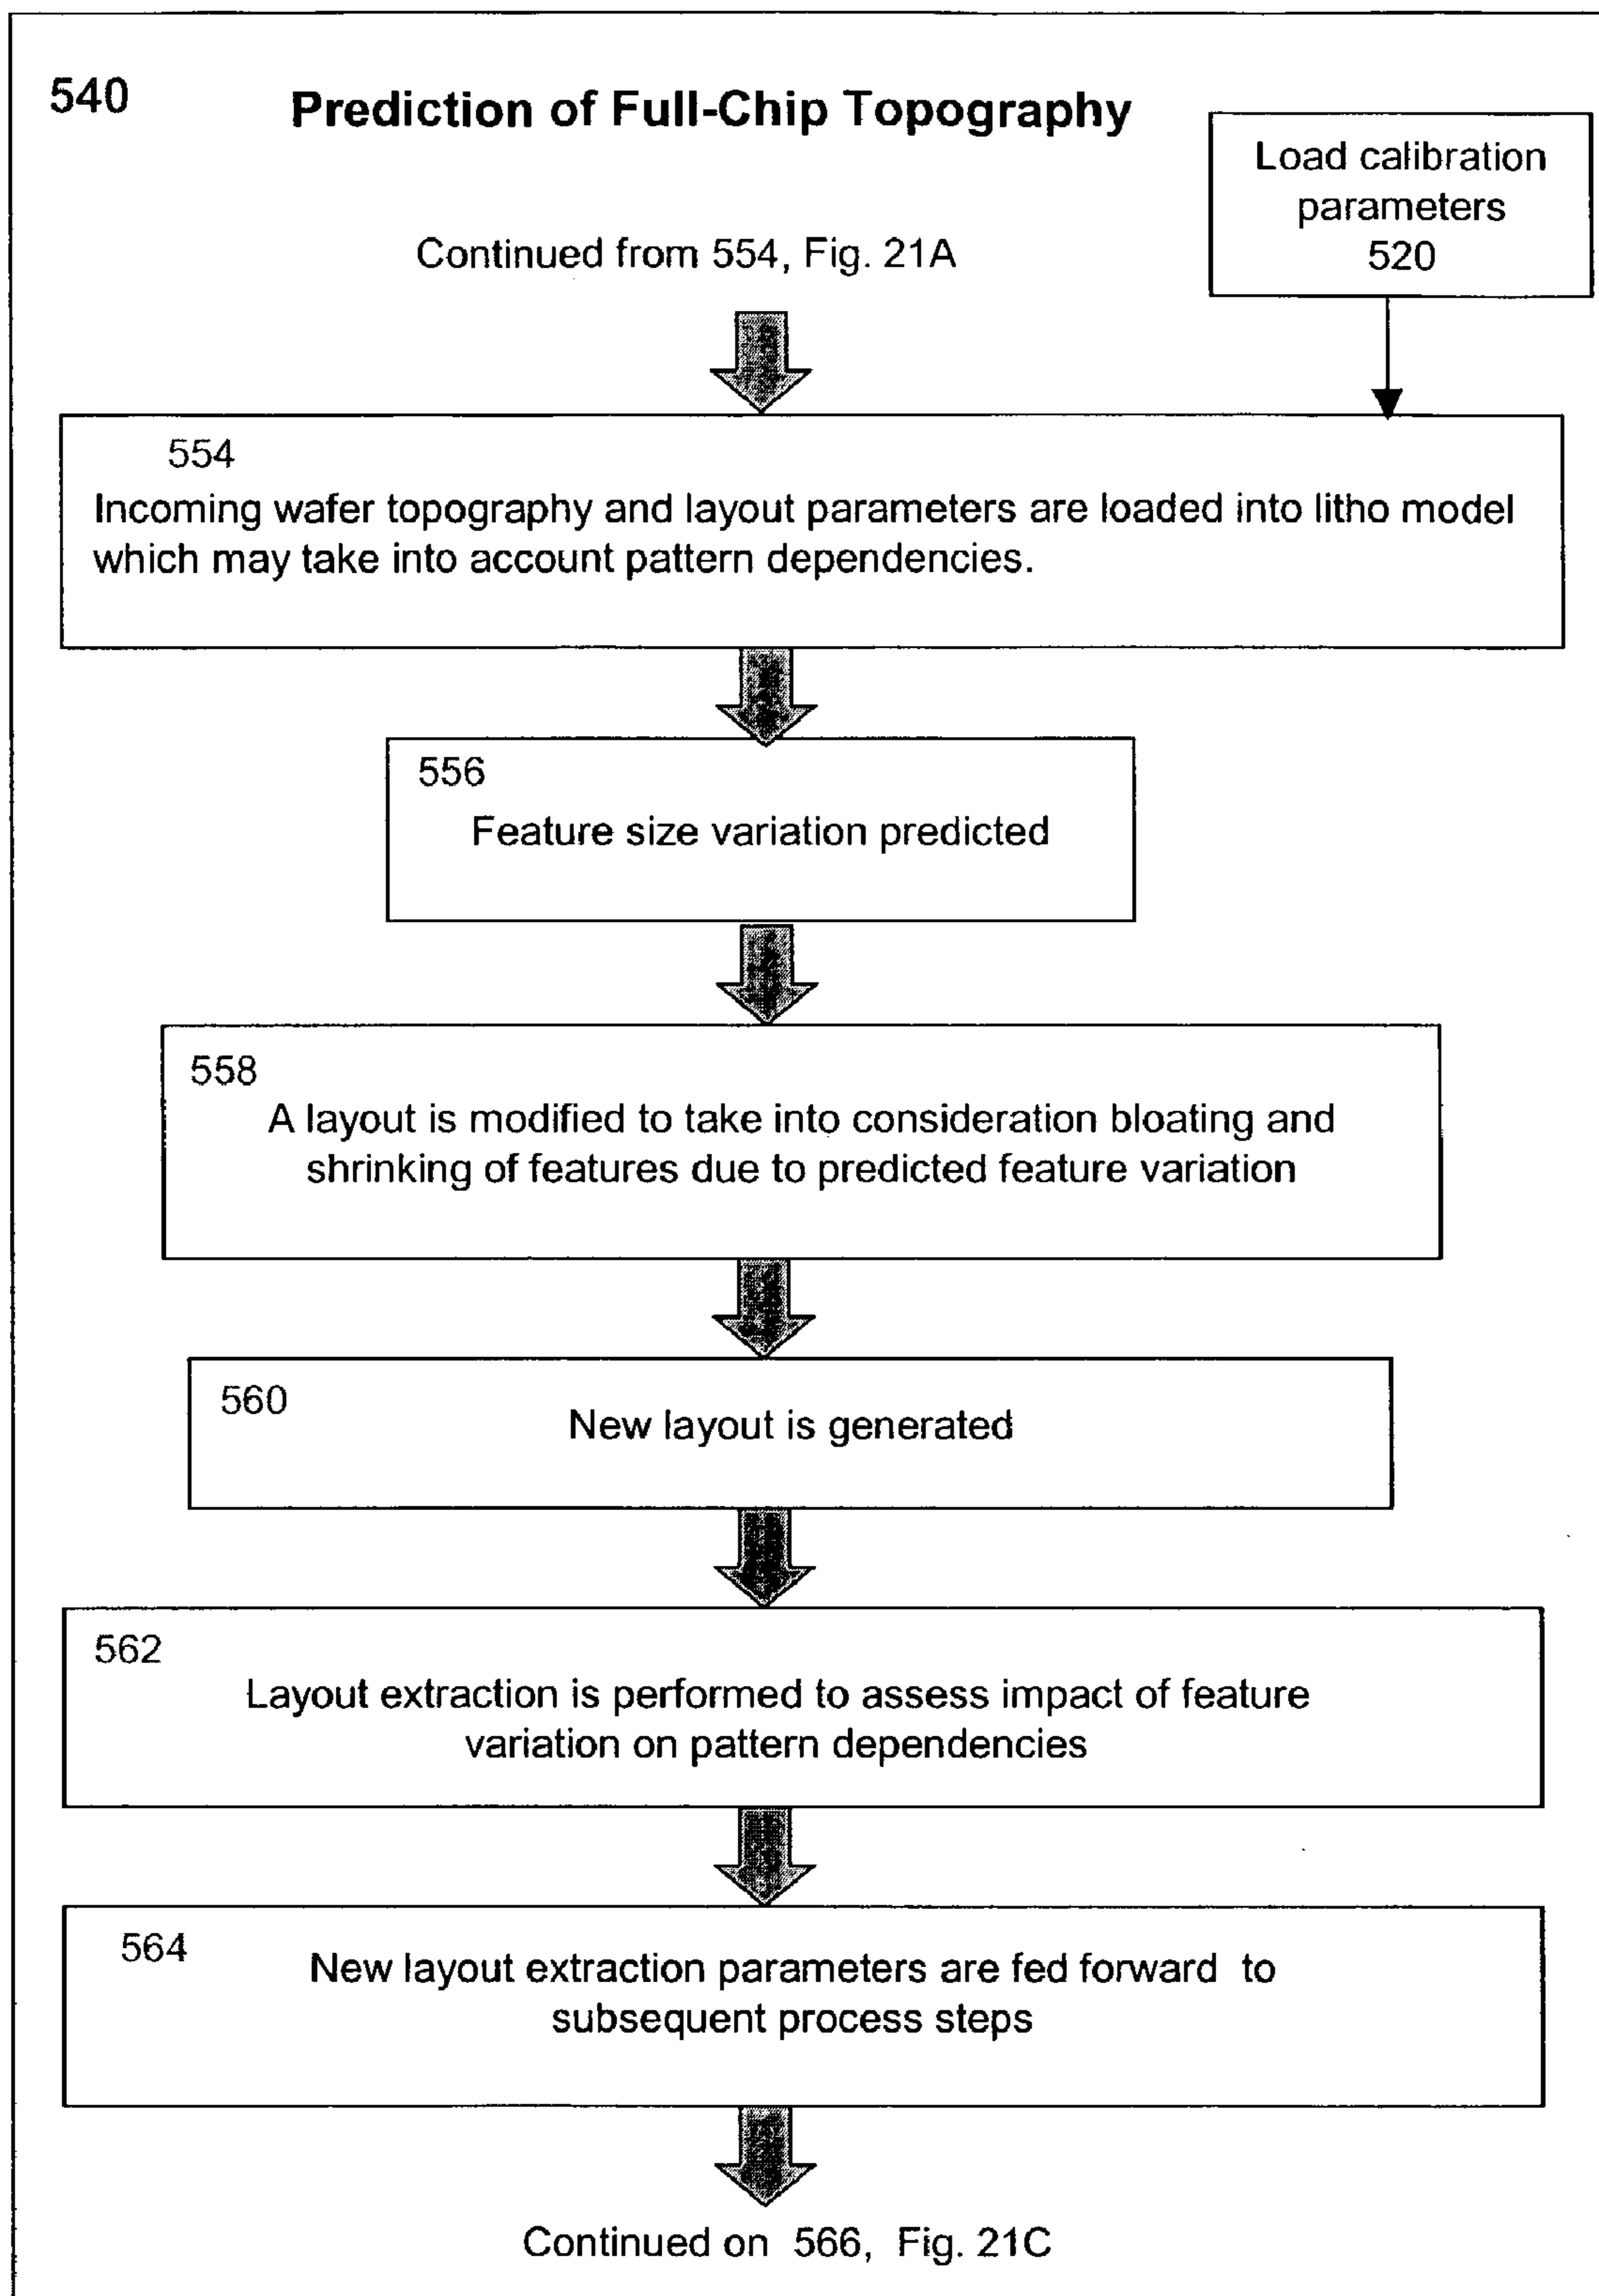 540
Prediction of Full-Chip Topography
Load calibration
parameters
520
Continued from 554, Fig. 21A
554
Incoming wafer topography and layout parameters are loaded into litho model
which may take into account pattern dependencies.
556
Feature size variation predicted
558
A layout is modified to take into consideration bloating and
shrinking of features due to predicted feature variation
560
New layout is generated
562
Layout extraction is performed to assess impact of feature
variation on pattern dependencies
564
New layout extraction parameters are fed forward to
subsequent process steps
Continued on 566, Fig. 21C